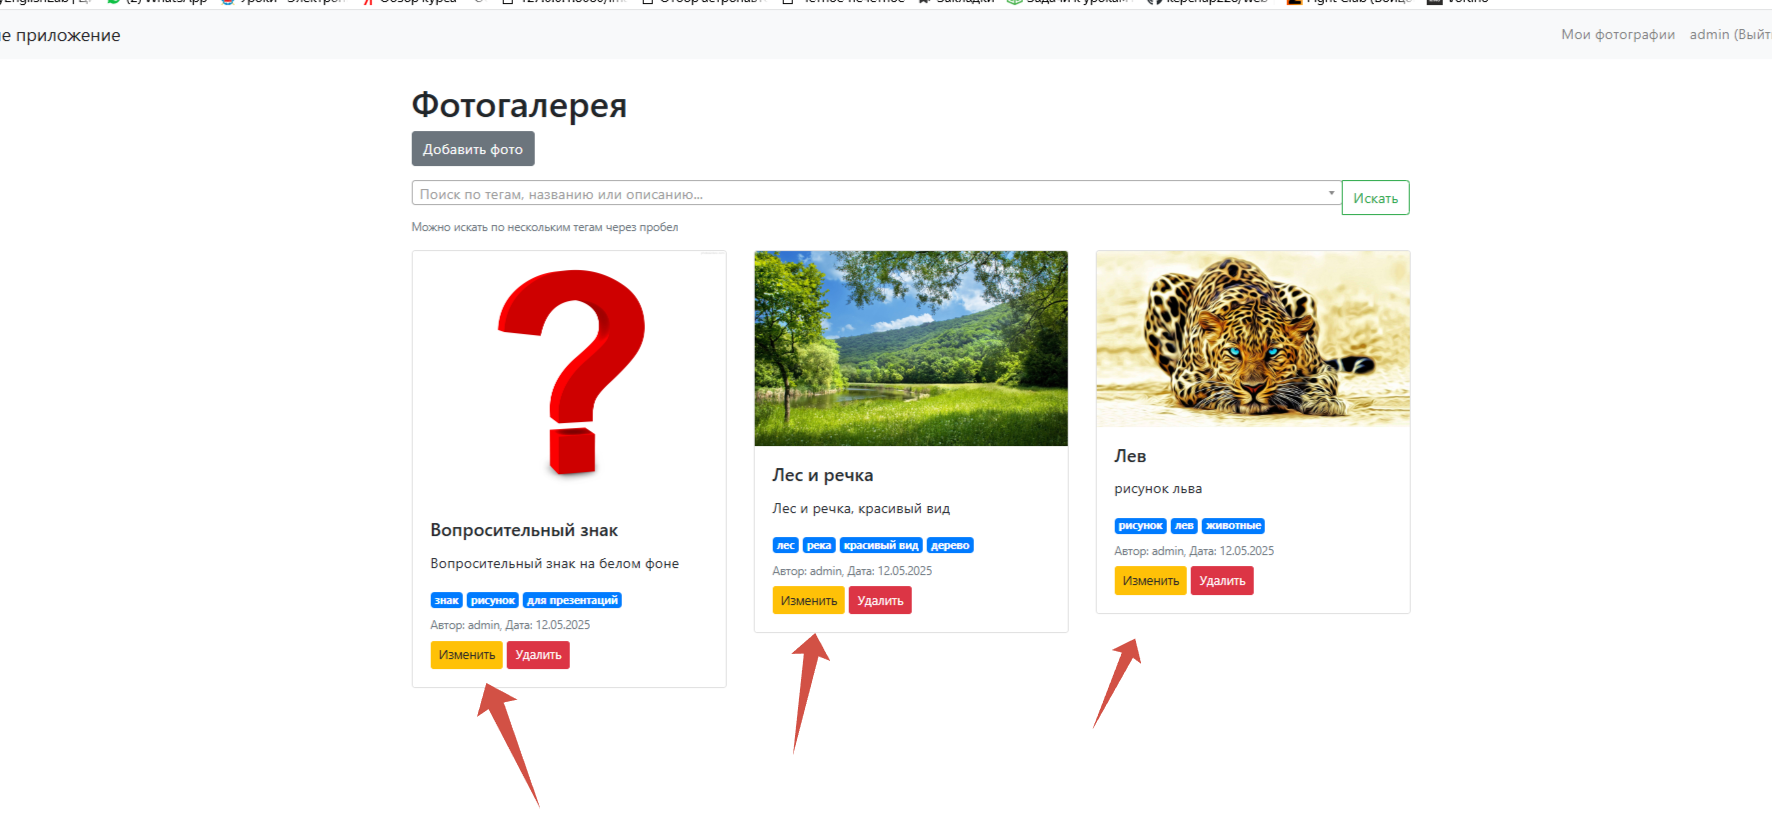 (2) WhatsApp
Закладки
Мои фотографии
приложение
admin
Фотогалерея
Добавить фото
Поиск по тегам, названию или описанию...
Искать
Можно искать по нескольким тегам через пробел
Вопросительный знак
Вопросительный знак на белом фоне
знак рисунок для презентаций
Автор: admin, Дата: 12.05.2025
Изменить Удалить
Лес и речка
Лес и речка, красивый вид
лес река красивый вид дерево
Автор: admin, Дата: 12.05.2025
Изменить Удалить
Лев
рисунок льва
рисунок лев животные
Автор: admin, Дата: 12.05.2025
Изменить Удалить